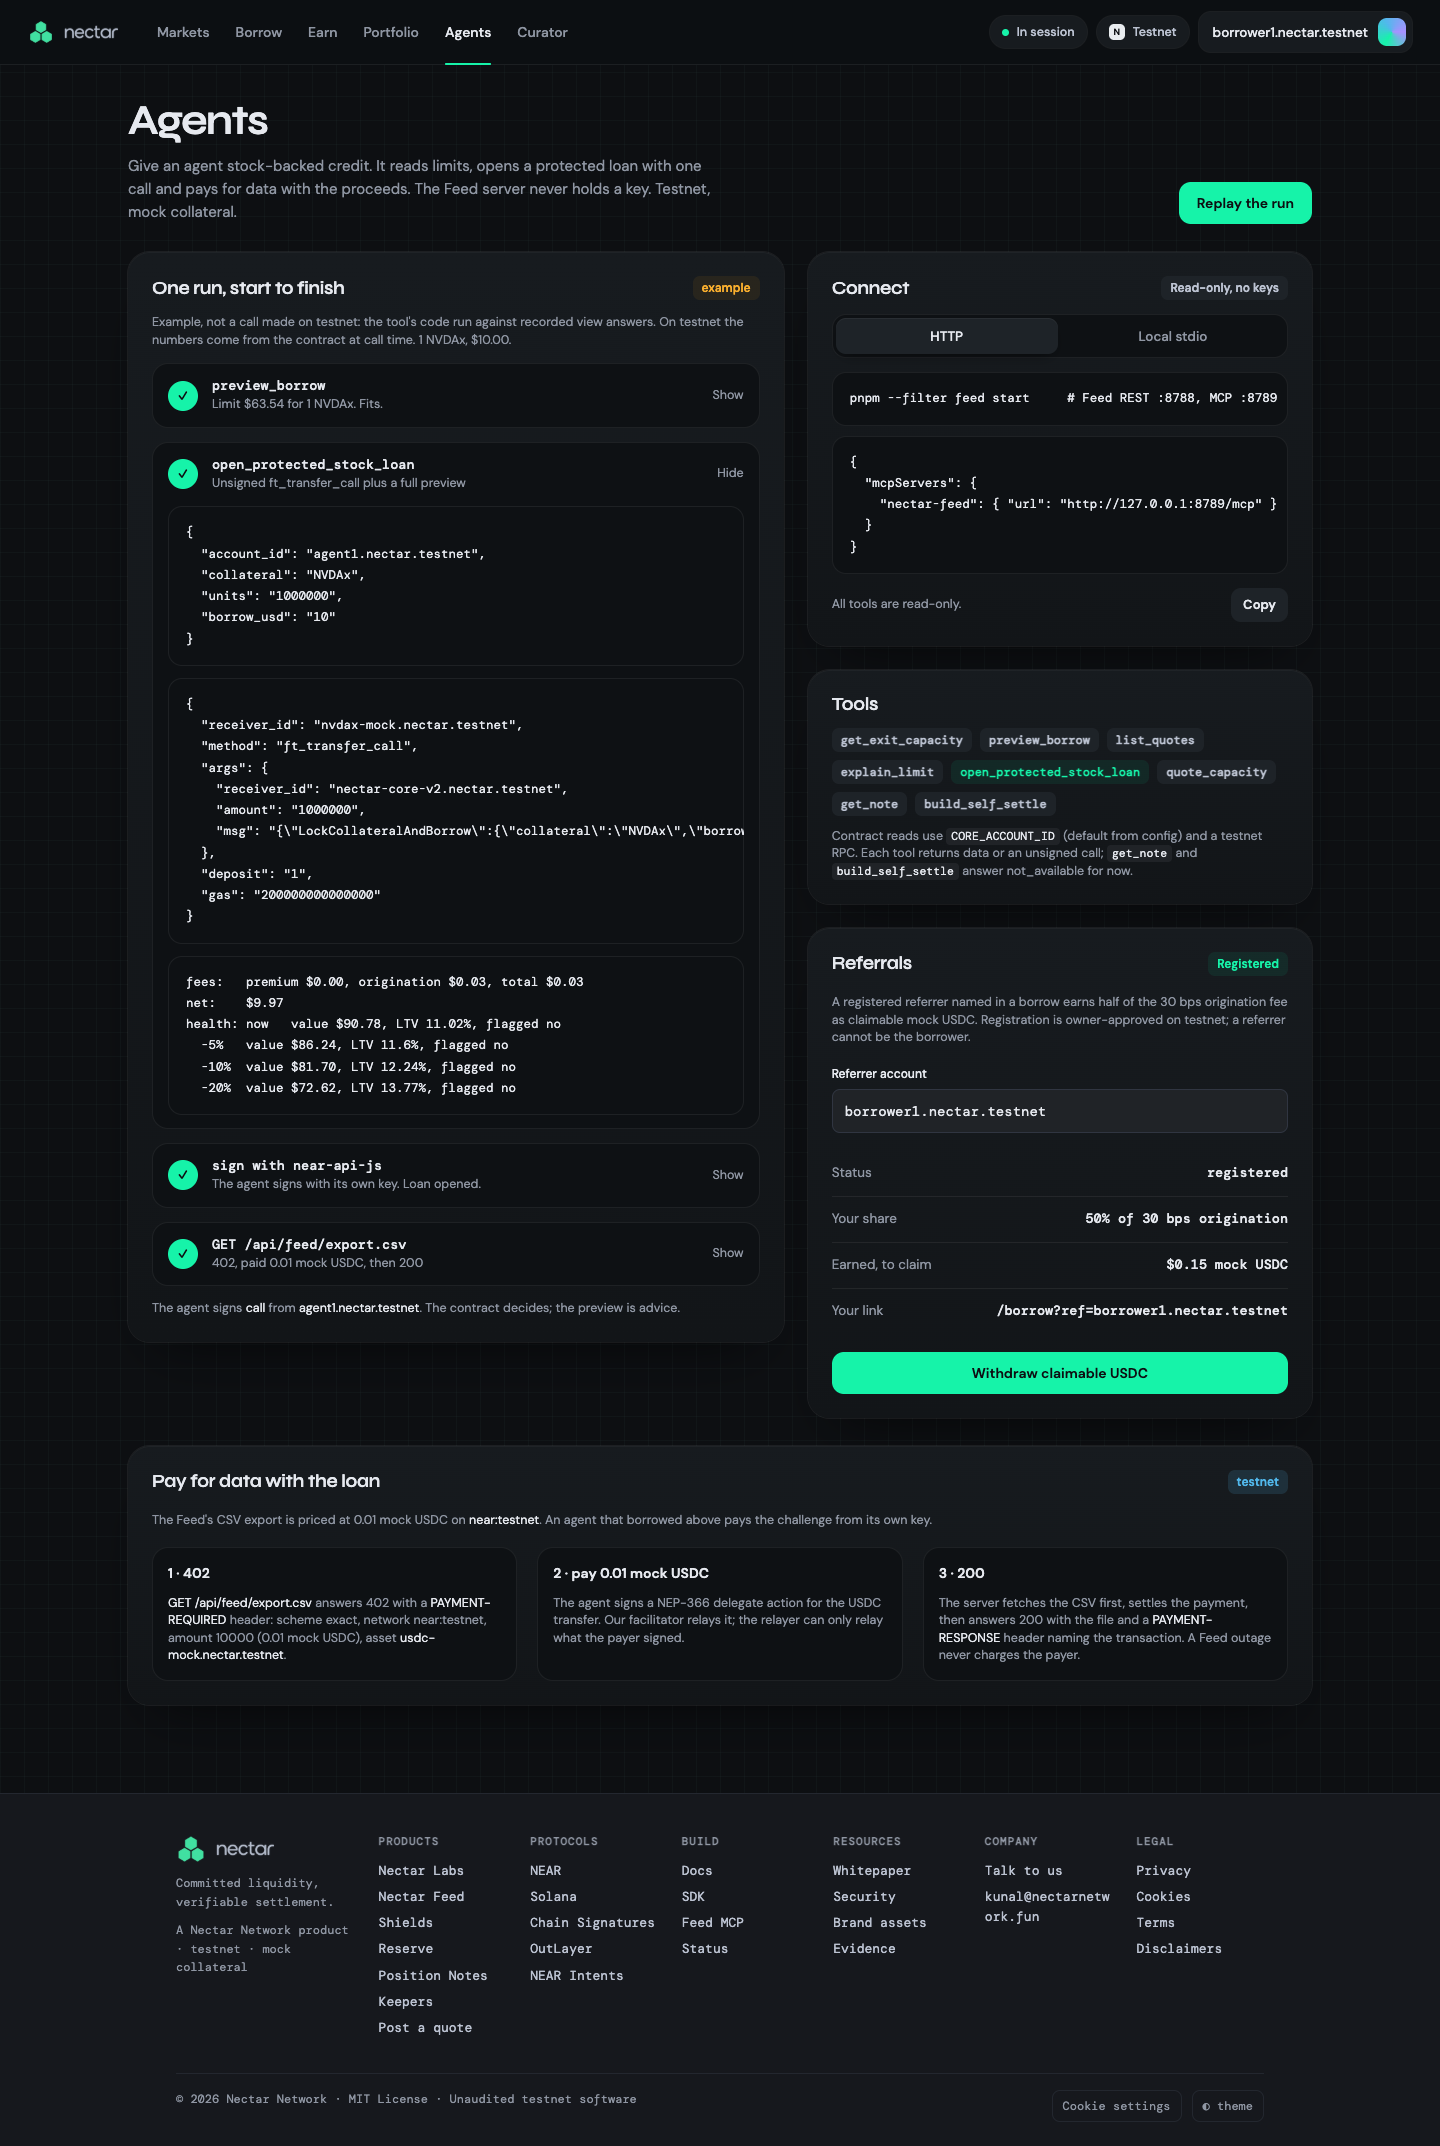 nectar
Markets
Borrow
Earn
Portfolio
Agents
Curator
In session
N Testnet
borrower1.nectar.testnet
Agents
Give an agent stock-backed credit. It reads limits, opens a protected loan with one
call and pays for data with the proceeds. The Feed server never holds a key. Testnet,
mock collateral.
Replay the run
One run, start to finish
example
Example, not a call made on testnet: the tool's code run against recorded view answers. On testnet the
numbers come from the contract at call time. 1 NVDAx, $10.00.
preview_borrow
Limit $63.54 for 1 NVDAx. Fits.
Show
open_protected_stock_loan
Unsigned ft_transfer_call plus a full preview
Hide
{
"account_id": "agent1.nectar.testnet",
"collateral": "NVDAx",
"units": "1000000",
"borrow_usd": "10"
}
{
"receiver_id": "nvdax-mock.nectar.testnet",
"method": "ft_transfer_call",
"args": {
"receiver_id": "nectar-core-v2.nectar.testnet",
"amount": "1000000",
"msg": "{\"LockCollateralAndBorrow\":{\"collateral\":\"NVDAx\",\"borrow
},
"deposit": "1",
"gas": "200000000000000"
}
fees: premium $0.00, origination $0.03, total $0.03
net: $9.97
health: now value $90.78, LTV 11.02%, flagged no
-5% value $86.24, LTV 11.6%, flagged no
-10% value $81.70, LTV 12.24%, flagged no
-20% value $72.62, LTV 13.77%, flagged no
sign with near-api-js
The agent signs with its own key. Loan opened.
Show
GET /api/feed/export.csv
402, paid 0.01 mock USDC, then 200
Show
The agent signs call from agent1.nectar.testnet. The contract decides; the preview is advice.
Connect
Read-only, no keys
HTTP
Local stdio
pnpm --filter feed start # Feed REST :8788, MCP :8789
{
"mcpServers": {
"nectar-feed": { "url": "http://127.0.0.1:8789/mcp" }
}
}
All tools are read-only.
Copy
Tools
get_exit_capacity preview_borrow list_quotes
explain_limit open_protected_stock_loan quote_capacity
get_note build_self_settle
Contract reads use CORE_ACCOUNT_ID (default from config) and a testnet
RPC. Each tool returns data or an unsigned call; get_note and
build_self_settle answer not_available for now.
Referrals
Registered
A registered referrer named in a borrow earns half of the 30 bps origination fee
as claimable mock USDC. Registration is owner-approved on testnet; a referrer
cannot be the borrower.
Referrer account
borrower1.nectar.testnet
Status registered
Your share 50% of 30 bps origination
Earned, to claim $0.15 mock USDC
Your link /borrow?ref=borrower1.nectar.testnet
Withdraw claimable USDC
Pay for data with the loan
testnet
The Feed's CSV export is priced at 0.01 mock USDC on near:testnet. An agent that borrowed above pays the challenge from its own key.
1 · 402
GET /api/feed/export.csv answers 402 with a PAYMENT-
REQUIRED header: scheme exact, network near:testnet,
amount 10000 (0.01 mock USDC), asset usdc-
mock.nectar.testnet.
2 · pay 0.01 mock USDC
The agent signs a NEP-366 delegate action for the USDC
transfer. Our facilitator relays it; the relayer can only relay
what the payer signed.
3 · 200
The server fetches the CSV first, settles the payment,
then answers 200 with the file and a PAYMENT-
RESPONSE header naming the transaction. A Feed outage
never charges the payer.
nectar
Committed liquidity,
verifiable settlement.
A Nectar Network product
· testnet · mock
collateral
PRODUCTS
Nectar Labs
Nectar Feed
Shields
Reserve
Position Notes
Keepers
Post a quote
PROTOCOLS
NEAR
Solana
Chain Signatures
OutLayer
NEAR Intents
BUILD
Docs
SDK
Feed MCP
Status
RESOURCES
Whitepaper
Security
Brand assets
Evidence
COMPANY
Talk to us
kunal@nectarnetw
ork.fun
LEGAL
Privacy
Cookies
Terms
Disclaimers
© 2026 Nectar Network · MIT License · Unaudited testnet software
Cookie settings
◐ theme